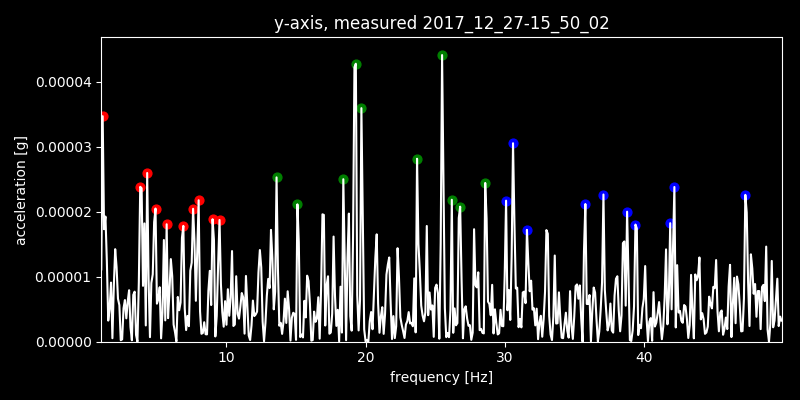 y-axis, measured 2017_12_27-15_50_02
acceleration [g]
0.00004
0.00003
0.00002
0.00001
0.00000
10 20 30 40
frequency [Hz]